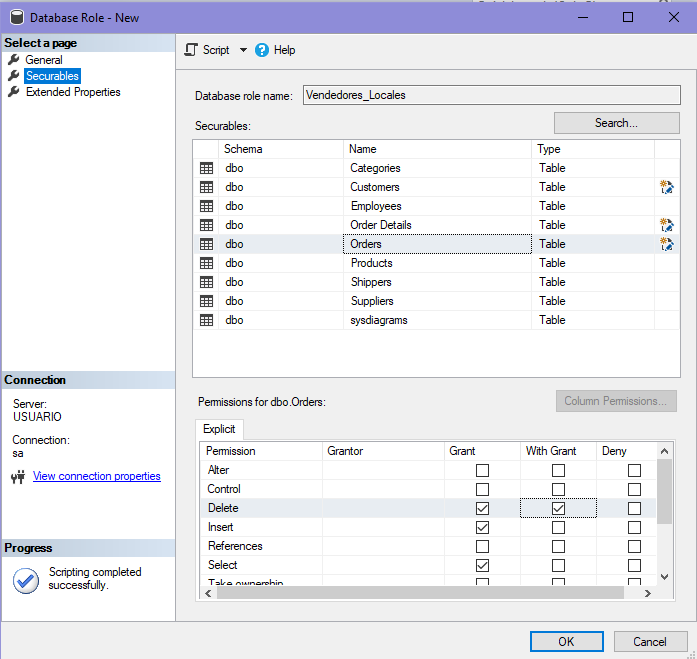 Database Role - New
Select a page
General
Securables
Extended Properties
Script
Help
Database role name: Vendedores_Locales
Securables:
Search...
Schema Name Type
dbo Categories Table
dbo Customers Table
dbo Employees Table
dbo Order Details Table
dbo Orders Table
dbo Products Table
dbo Shippers Table
dbo Suppliers Table
dbo sysdiagrams Table
Connection
Server:
USUARIO
Connection:
sa
View connection properties
Progress
Scripting completed
successfully.
Permissions for dbo.Orders:
Column Permissions...
Explicit
Permission Grantor Grant With Grant Deny
Alter
Control
Delete
Insert
References
Select
Take ownership
OK Cancel